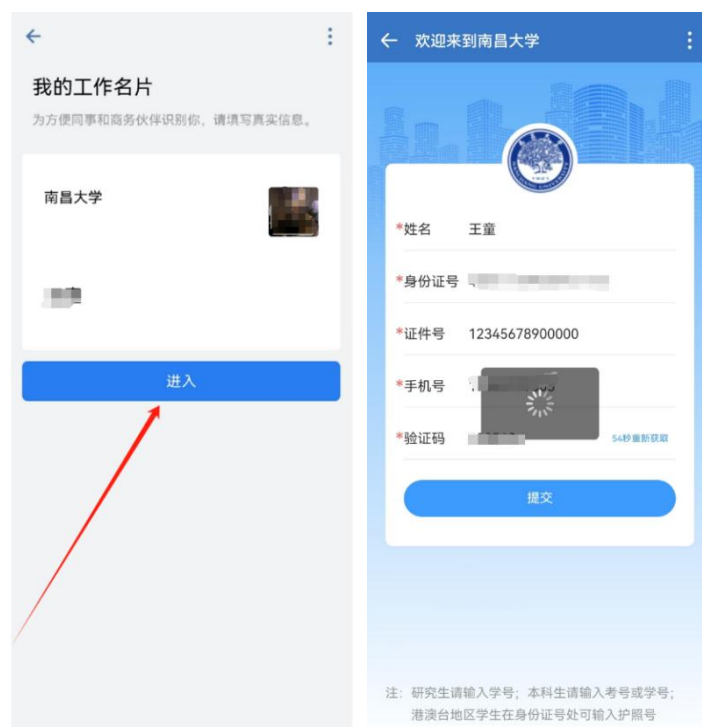 我的工作名片
为方便同事和商务伙伴识别你，请填写真实信息。
南昌大学
进入
欢迎来到南昌大学
*姓名 王童
*身份证号
*证件号 12345678900000
*手机号
*验证码 54秒重新获取
提交
注：研究生请输入学号；本科生请输入考号或学号；
港澳台地区学生在身份证号处可输入护照号